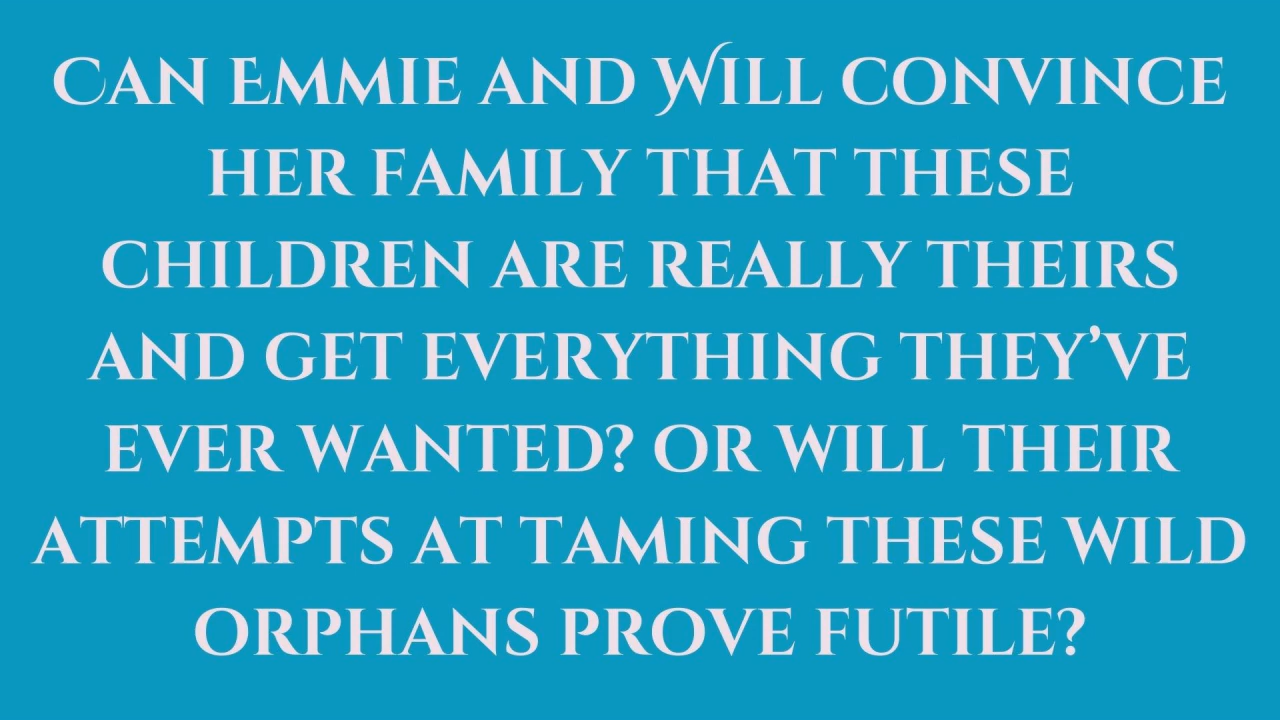 Can Emmie and Will convince
her family that these
children are really theirs
and get everything they’ve
ever wanted? Or will their
attempts at taming these wild
orphans prove futile?